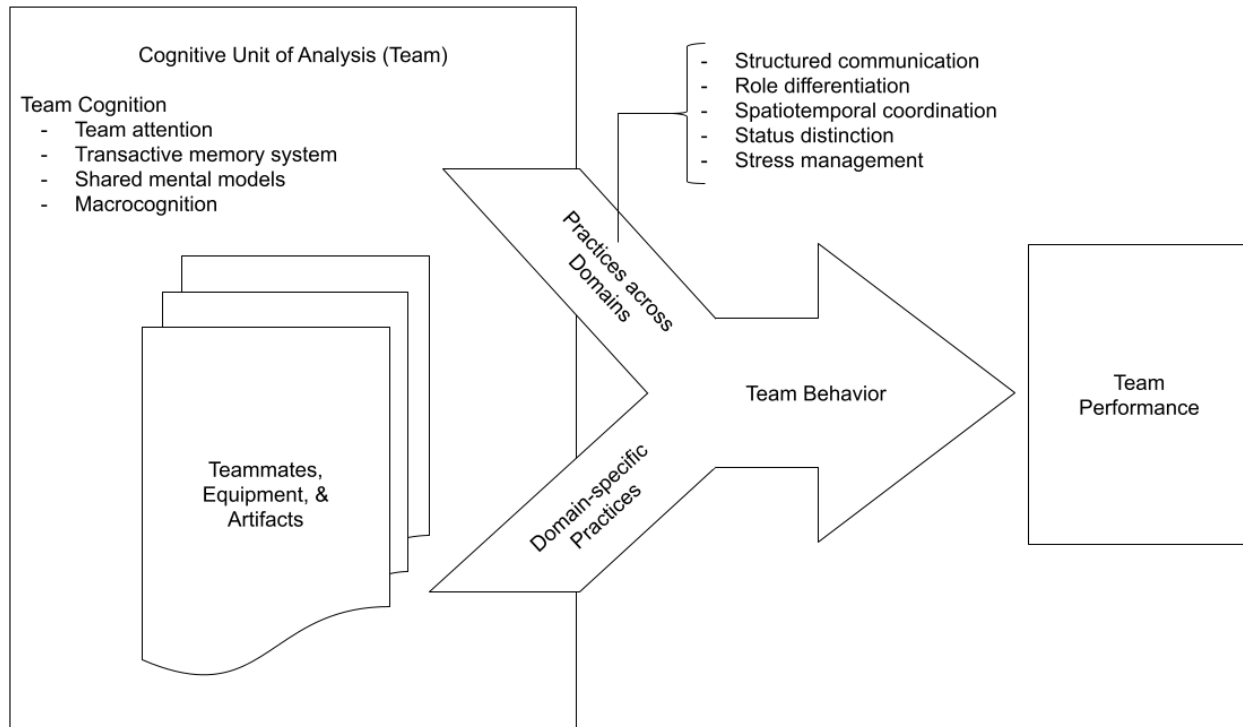 Cognitive Unit of Analysis (Team)
Team Cognition
- Team attention
- Transactive memory system
- Shared mental models
- Macrocognition
Teammates,
Equipment, &
Artifacts
- Structured communication
- Role differentiation
- Spatiotemporal coordination
- Status distinction
- Stress management
Practices across
Domains
Domain-specific
Practices
Team Behavior
Team
Performance